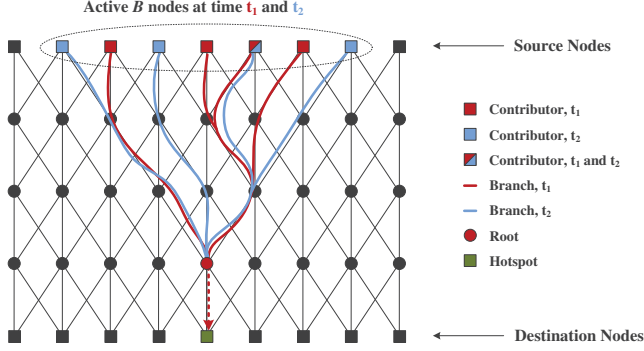 Active B nodes at time t1 and t2
Source Nodes
Contributor, t1
Contributor, t2
Contributor, t1 and t2
Branch, t1
Branch, t2
Root
Hotspot
Destination Nodes